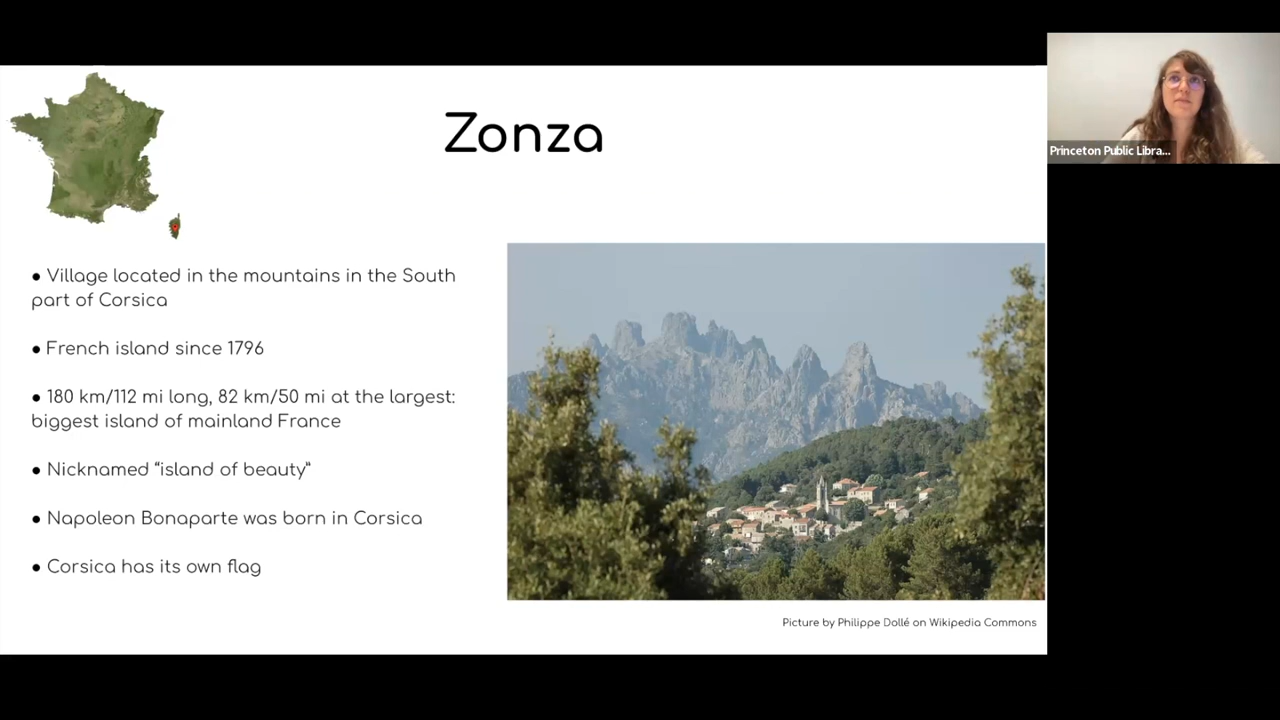 Zonza
Princeton Public Libra...
● Village located in the mountains in the South
part of Corsica
● French island since 1796
● 180 km/112 mi long, 82 km/50 mi at the largest:
biggest island of mainland France
● Nicknamed “island of beauty”
● Napoleon Bonaparte was born in Corsica
● Corsica has its own flag
Picture by Philippe Dollé on Wikipedia Commons